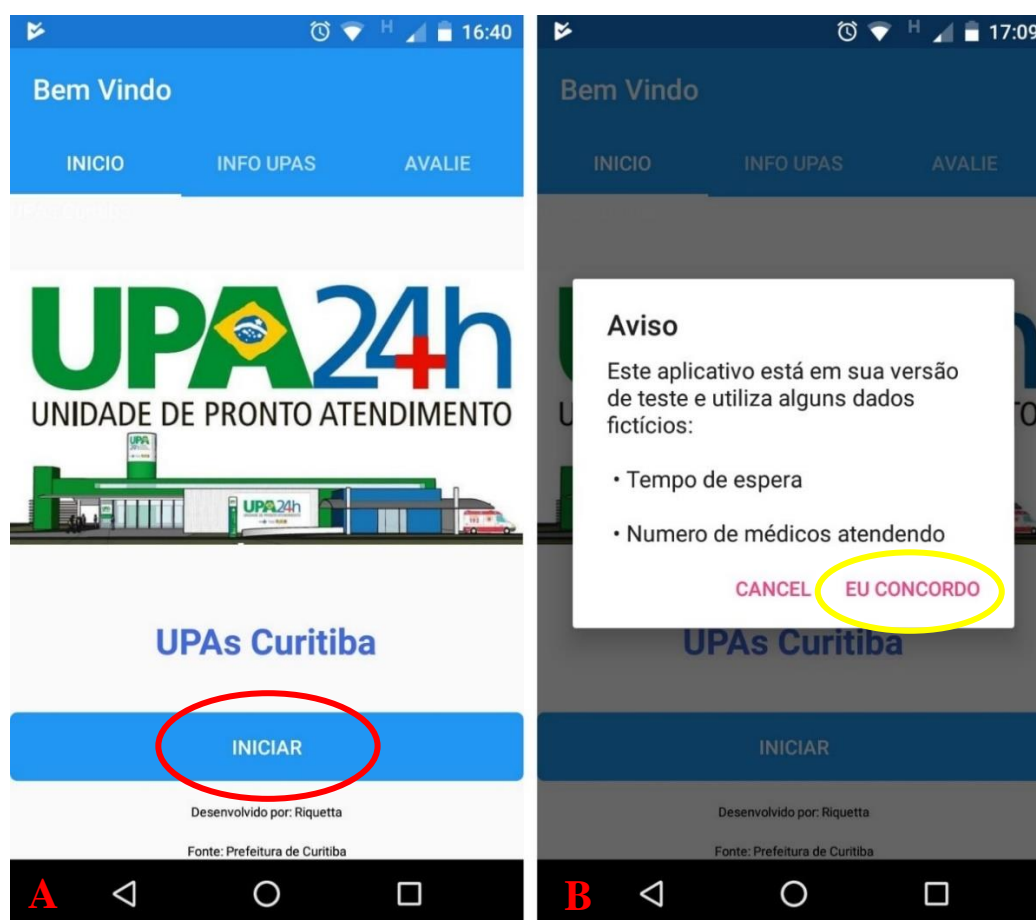 H 16:40
Bem Vindo
INICIO INFO UPAS AVALIE
UPA24h
UNIDADE DE PRONTO ATENDIMENTO
UPA
UPA24h
UPAs Curitiba
INICIAR
Desenvolvido por: Riquetta
Fonte: Prefeitura de Curitiba
A
H 17:09
Bem Vindo
INICIO INFO UPAS AVALIE
Aviso
Este aplicativo está em sua versão
de teste e utiliza alguns dados
fictícios:
• Tempo de espera
• Numero de médicos atendendo
CANCEL EU CONCORDO
UPAs Curitiba
INICIAR
Desenvolvido por: Riquetta
Fonte: Prefeitura de Curitiba
B